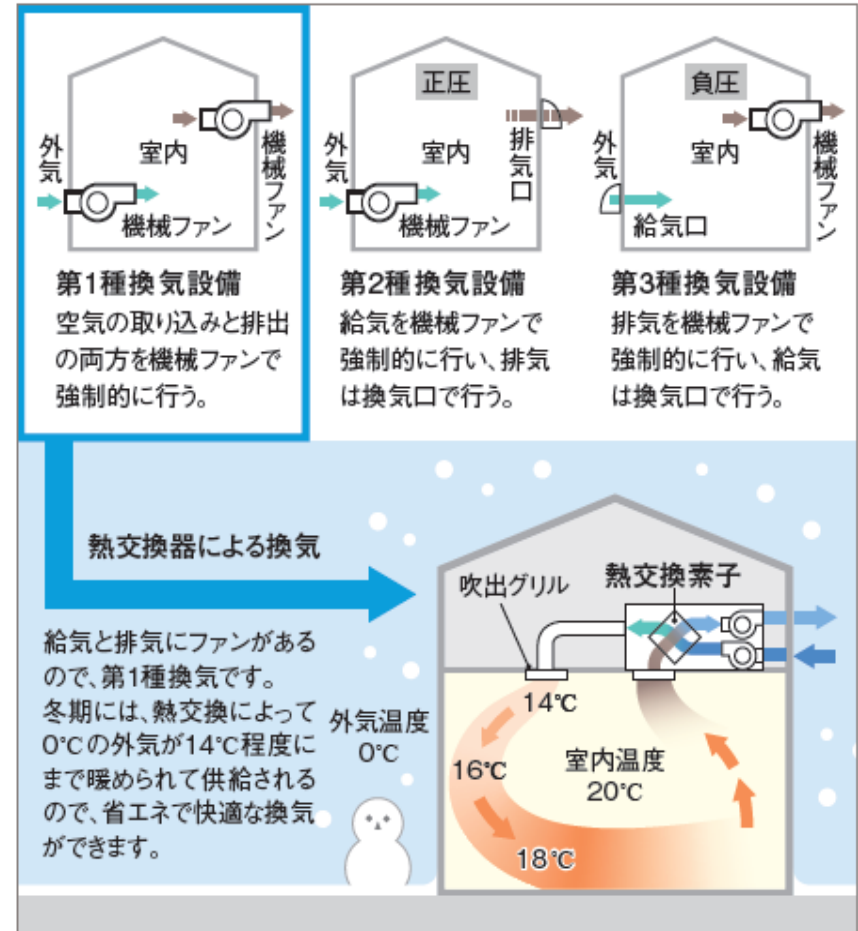 外気
室内
機械ファン
機械ファン
第1種換気設備
空気の取り込みと排出
の両方を機械ファンで
強制的に行う。
正圧
外気
室内
排気口
機械ファン
第2種換気設備
給気を機械ファンで
強制的に行い、排気
は換気口で行う。
負圧
外気
室内
機械ファン
給気口
第3種換気設備
排気を機械ファンで
強制的に行い、給気
は換気口で行う。
熱交換器による換気
給気と排気にファンがある
ので、第1種換気です。
冬期には、熱交換によって
0℃の外気が14℃程度に
まで暖められて供給される
ので、省エネで快適な換気
ができます。
外気温度
0℃
吹出グリル
熱交換素子
14℃
16℃
18℃
室内温度
20℃